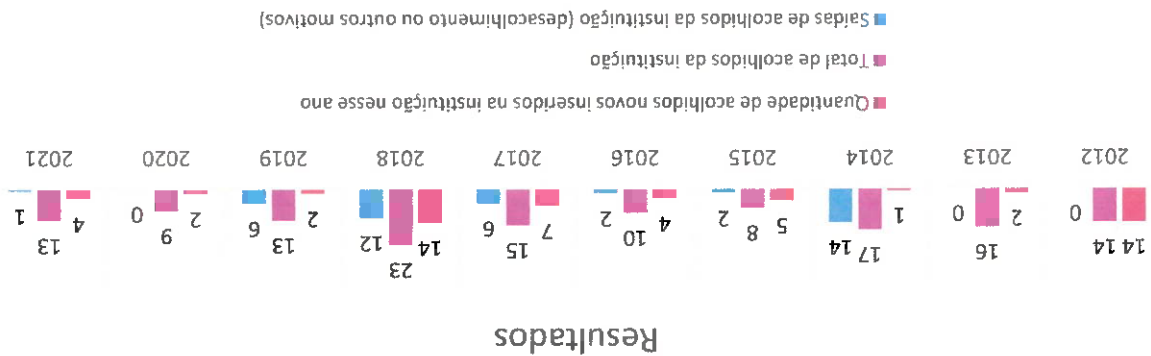 Resultados
14 14 0
2 16 0
1 17 14
5 8 2
4 10 2
7 15 6
14 23 12
2 13 6
2 9 0
4 13 1
2012 2013 2014 2015 2016 2017 2018 2019 2020 2021
Quantidade de acolhidos novos inseridos na instituição nesse ano
Total de acolhidos da instituição
Saídas de acolhidos da instituição (desacolhimento ou outros motivos)